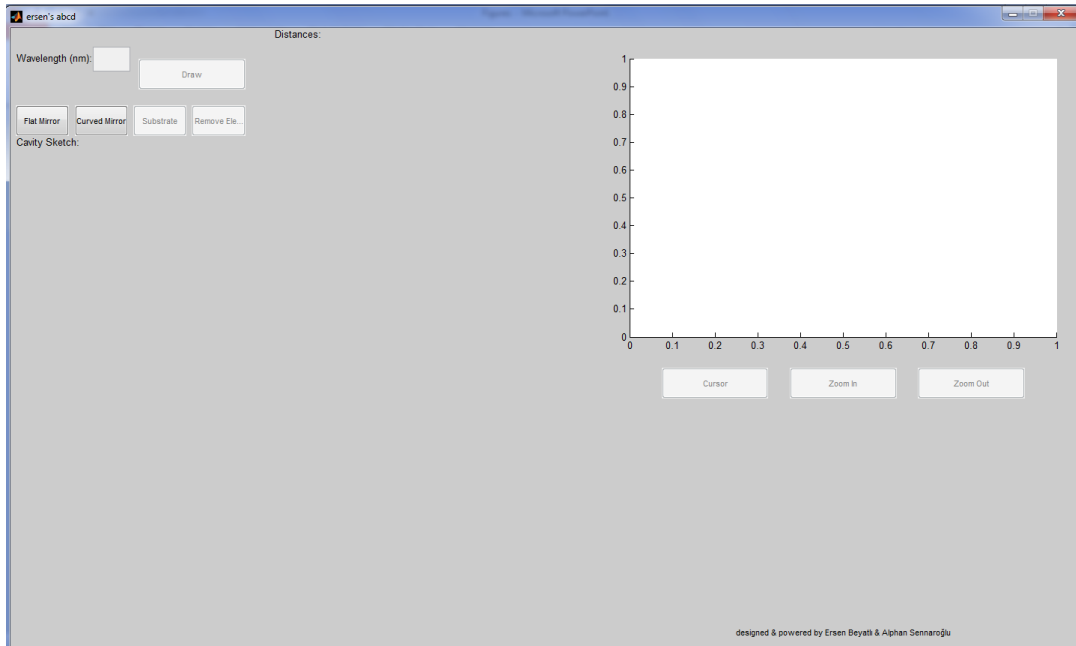 ersen's abcd
Distances:
Wavelength (nm):
Draw
Flat Mirror Curved Mirror Substrate Remove Ele...
Cavity Sketch:
1
0.9
0.8
0.7
0.6
0.5
0.4
0.3
0.2
0.1
0
0 0.1 0.2 0.3 0.4 0.5 0.6 0.7 0.8 0.9 1
Cursor Zoom In Zoom Out
designed & powered by Ersen Beyatlı & Alphan Sennaroğlu